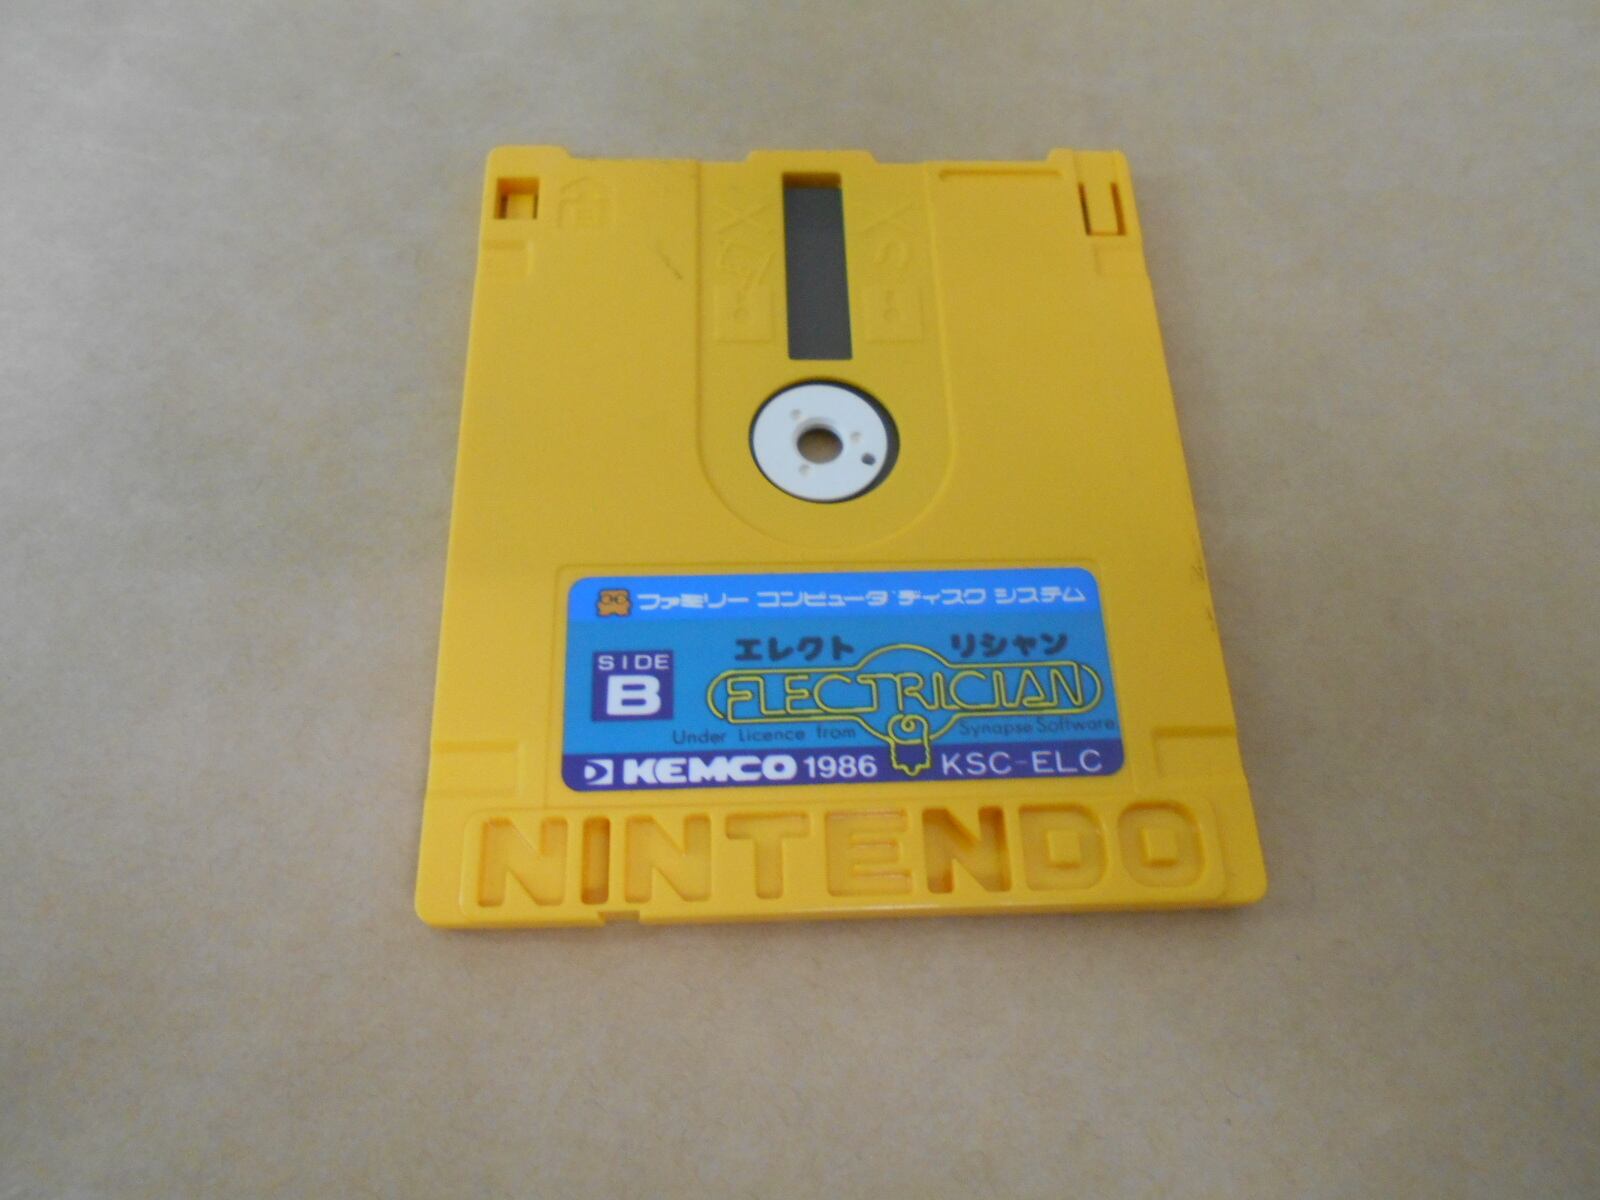 ファミリー コンピュータ ディスク システム
エレクトリシャン
SIDE
B
ELECTRICIAN
Under Licence from Synapse Software
KEMCO 1986 KSC-ELC
NINTENDO